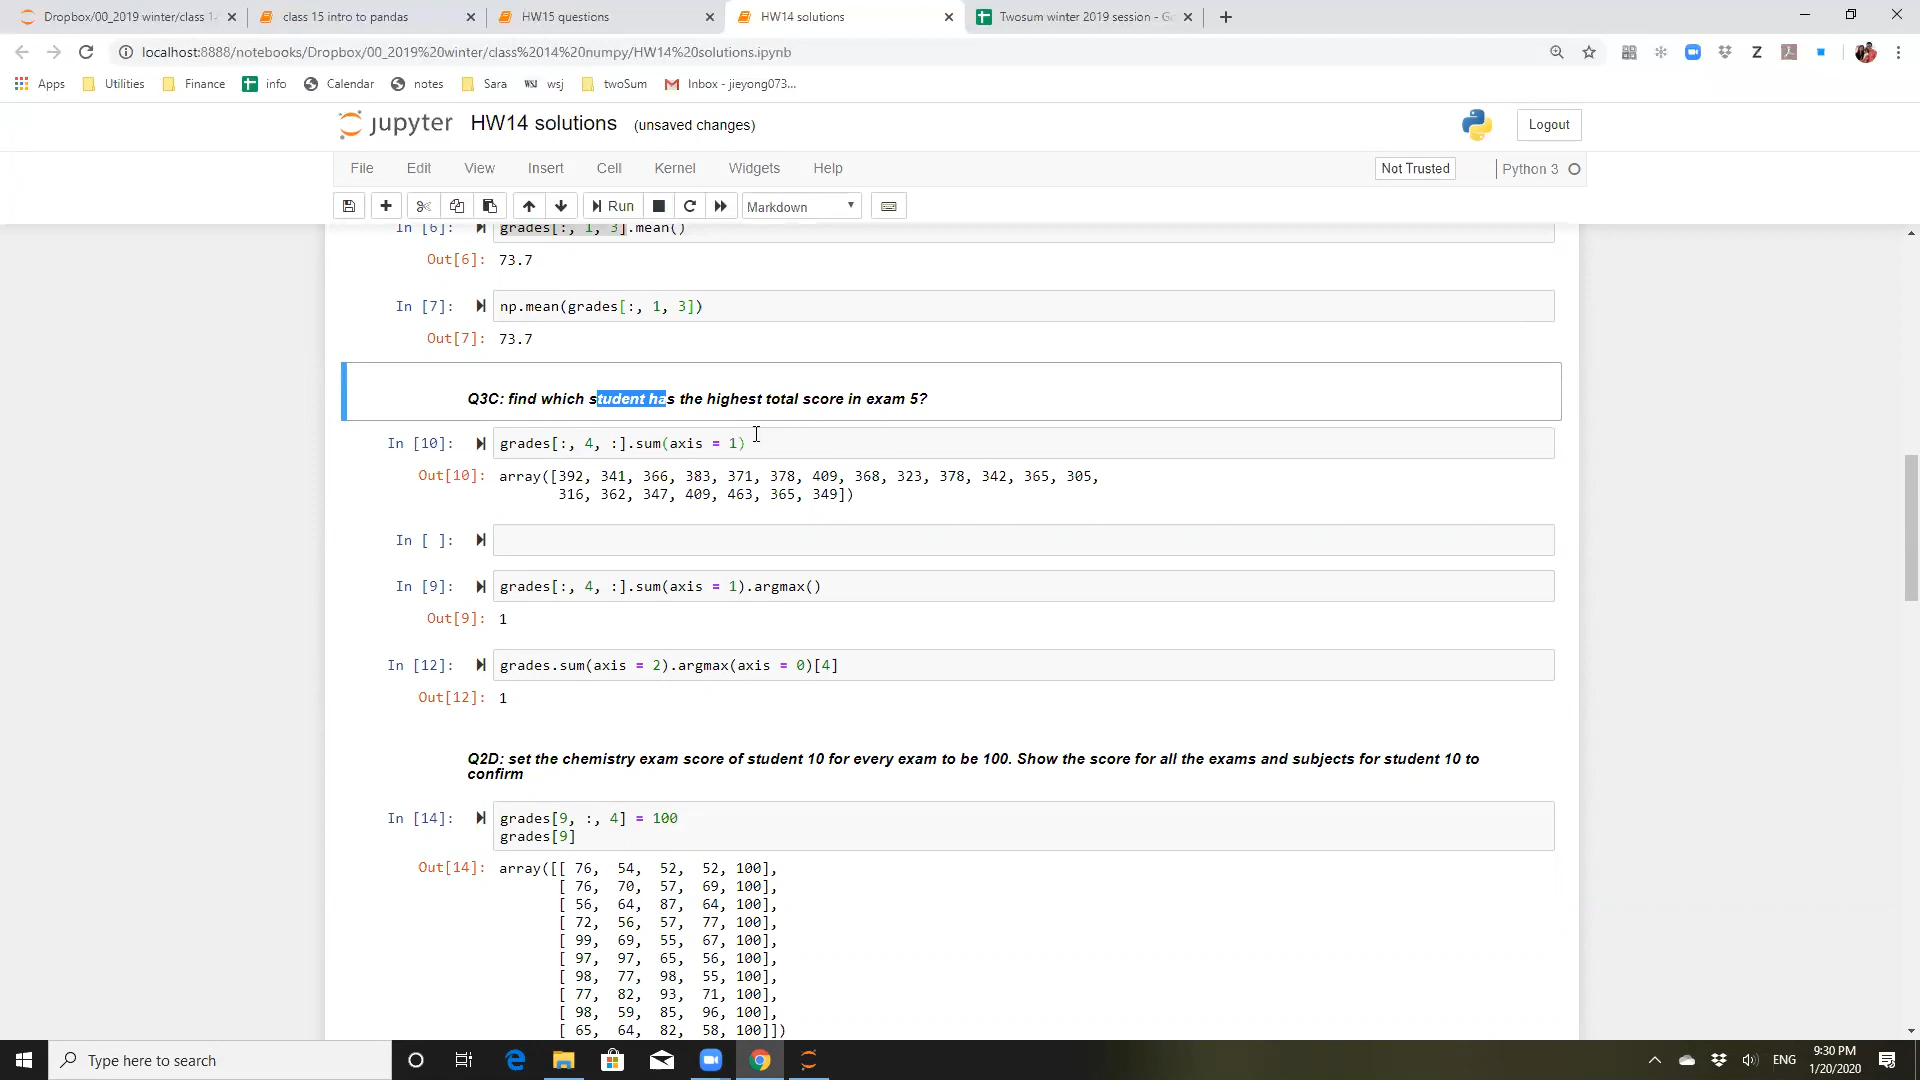 Dropbox/00_2019 winter/class 1
class 15 intro to pandas
HW15 questions
HW14 solutions
Twosum winter 2019 session - G
localhost:8888/notebooks/Dropbox/00_2019%20winter/class%2014%20numpy/HW14%20solutions.ipynb
Apps
Utilities
Finance
info
Calendar
notes
Sara
wsj
twoSum
Inbox - jieyong073...
jupyter HW14 solutions (unsaved changes)
Logout
File Edit View Insert Cell Kernel Widgets Help
Not Trusted
Python 3
Run
Markdown
In [6]: grades[:, 1, 3].mean()
Out[6]: 73.7
In [7]: np.mean(grades[:, 1, 3])
Out[7]: 73.7
Q3C: find which student has the highest total score in exam 5?
In [10]: grades[:, 4, :].sum(axis = 1)
Out[10]: array([392, 341, 366, 383, 371, 378, 409, 368, 323, 378, 342, 365, 305,
316, 362, 347, 409, 463, 365, 349])
In [ ]:
In [9]: grades[:, 4, :].sum(axis = 1).argmax()
Out[9]: 1
In [12]: grades.sum(axis = 2).argmax(axis = 0)[4]
Out[12]: 1
Q2D: set the chemistry exam score of student 10 for every exam to be 100. Show the score for all the exams and subjects for student 10 to
confirm
In [14]: grades[9, :, 4] = 100
grades[9]
Out[14]: array([[ 76, 54, 52, 52, 100],
[ 76, 70, 57, 69, 100],
[ 56, 64, 87, 64, 100],
[ 72, 56, 57, 77, 100],
[ 99, 69, 55, 67, 100],
[ 97, 97, 65, 56, 100],
[ 98, 77, 98, 55, 100],
[ 77, 82, 93, 71, 100],
[ 98, 59, 85, 96, 100],
[ 65, 64, 82, 58, 100]])
Type here to search
ENG
9:30 PM
1/20/2020